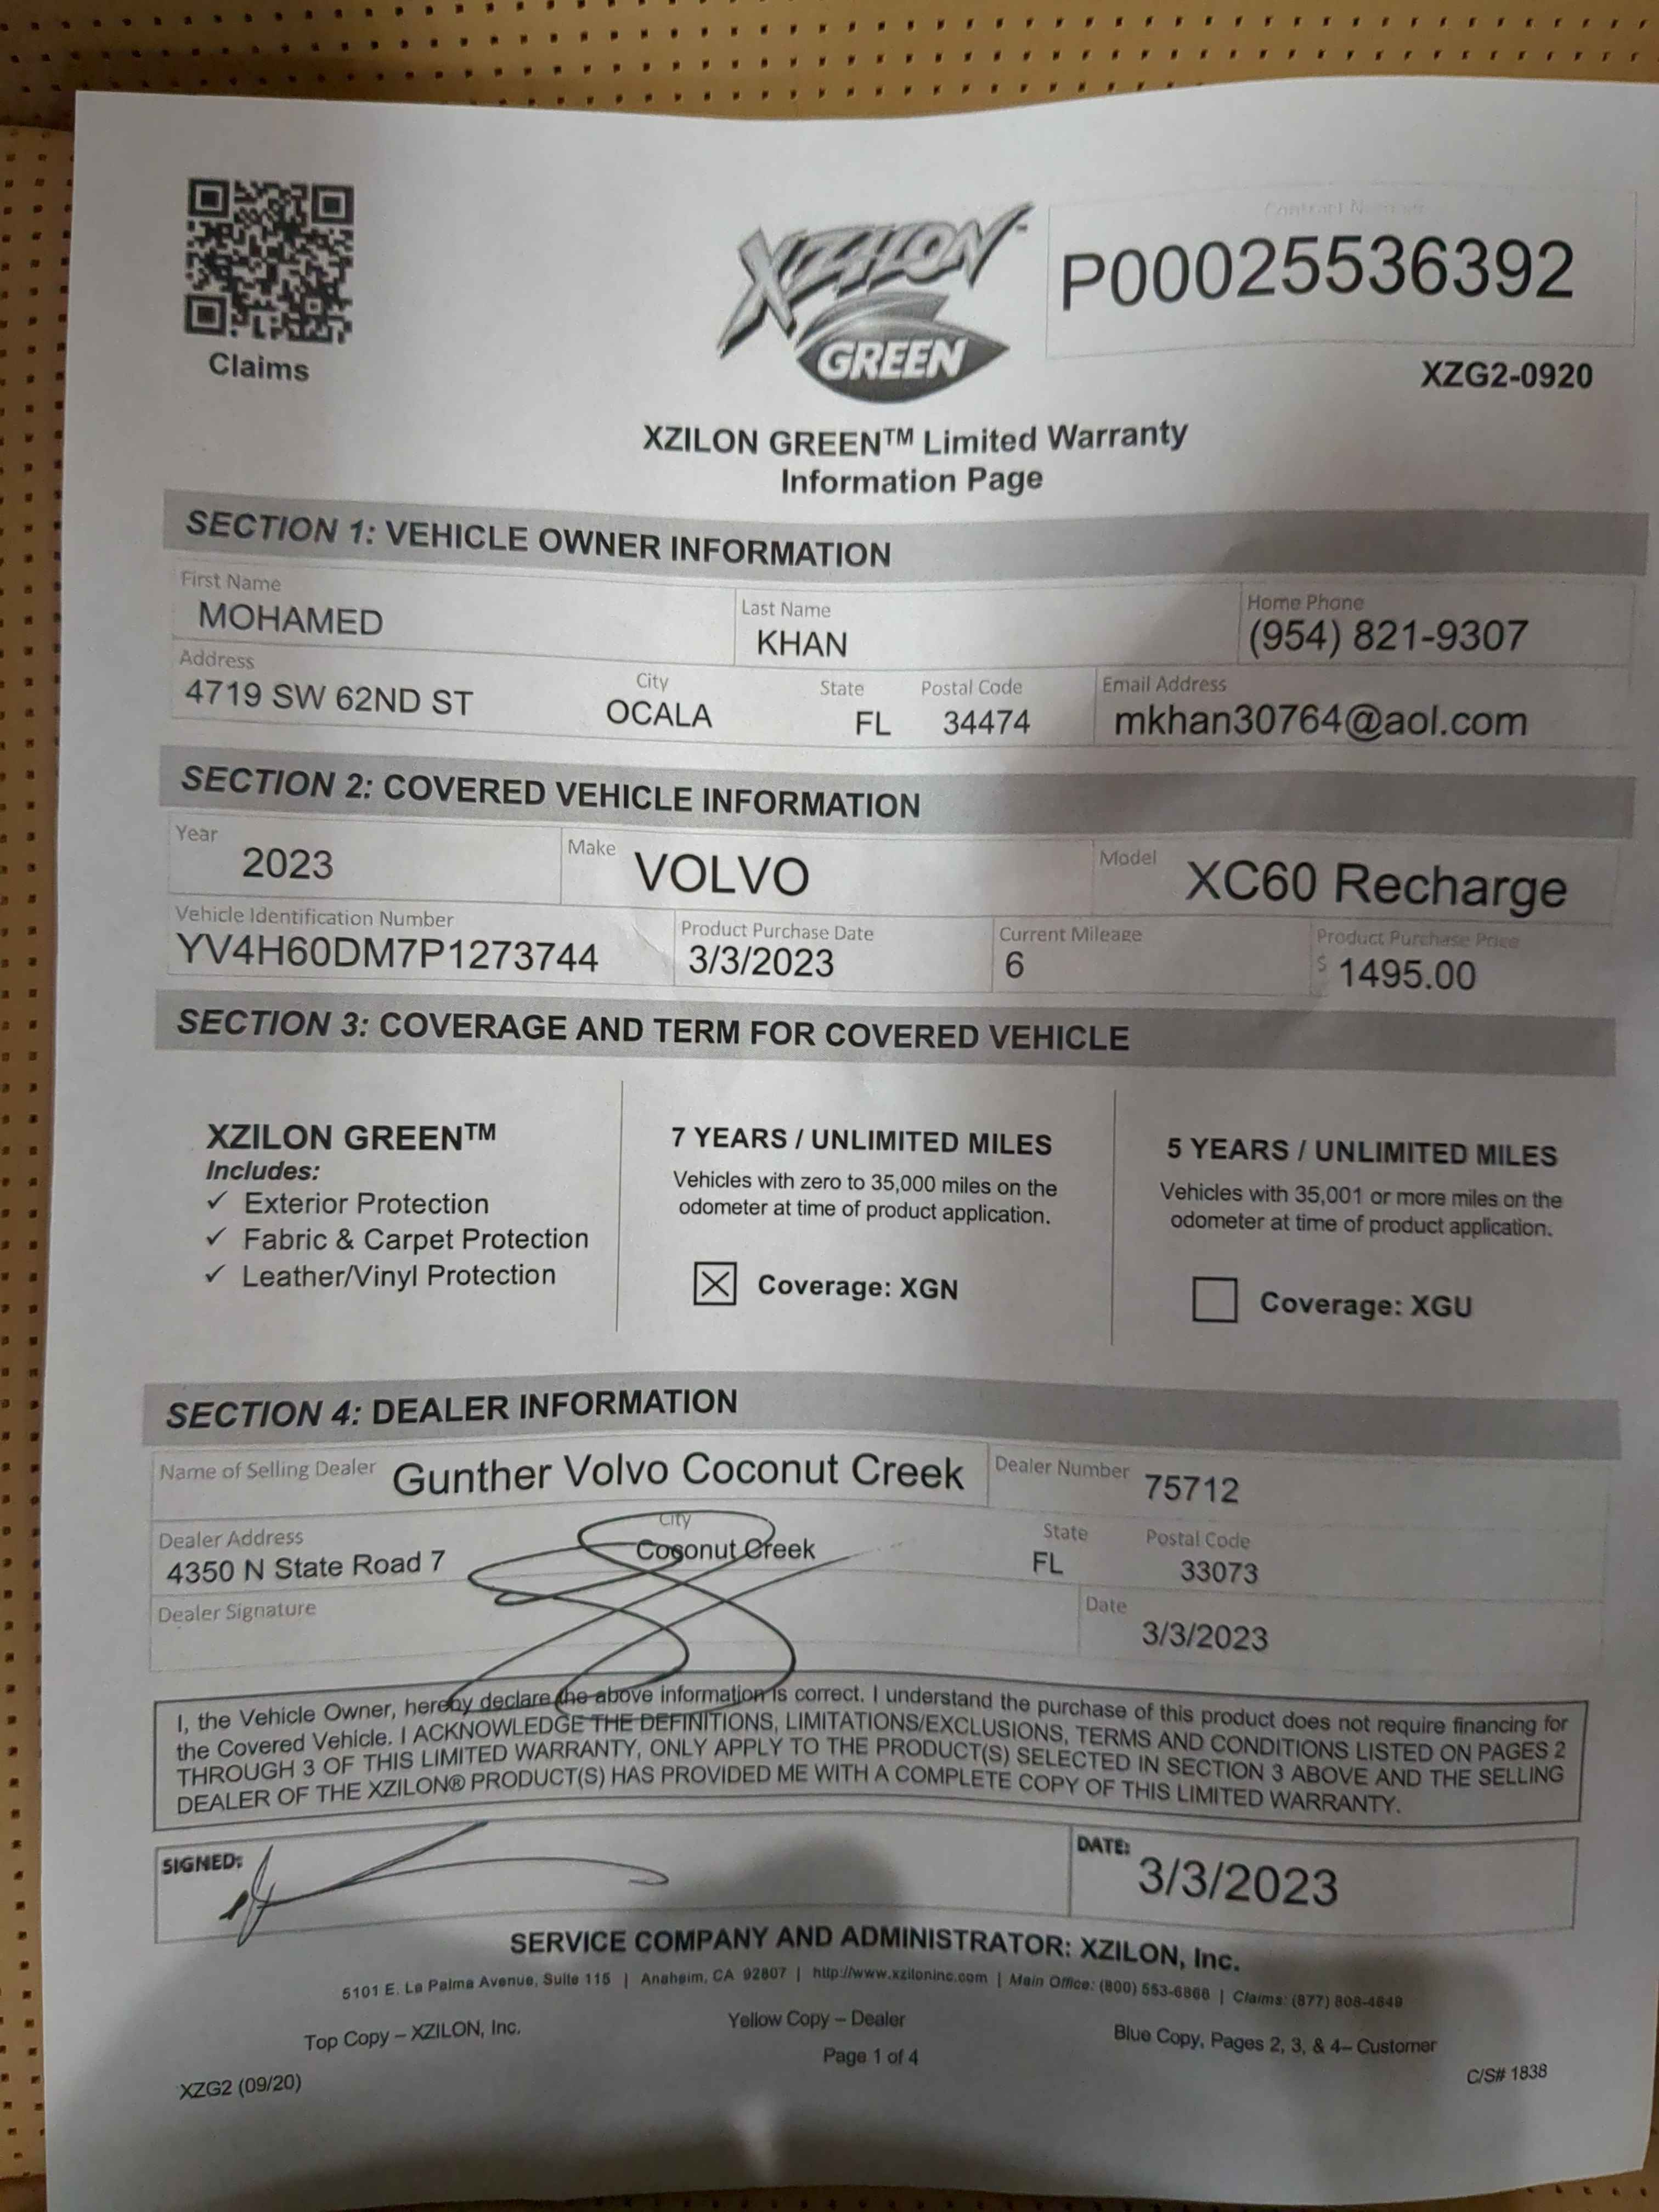 Contract Number
XZILON™
GREEN
P00025536392
Claims
XZG2-0920
XZILON GREEN™ Limited Warranty
Information Page
SECTION 1: VEHICLE OWNER INFORMATION
First Name
MOHAMED
Last Name
KHAN
Home Phone
(954) 821-9307
Address
4719 SW 62ND ST
City
OCALA
State
FL
Postal Code
34474
Email Address
mkhan30764@aol.com
SECTION 2: COVERED VEHICLE INFORMATION
Year
2023
Make
VOLVO
Model
XC60 Recharge
Vehicle Identification Number
YV4H60DM7P1273744
Product Purchase Date
3/3/2023
Current Mileage
6
Product Purchase Price
$ 1495.00
SECTION 3: COVERAGE AND TERM FOR COVERED VEHICLE
XZILON GREEN™
Includes:
✓ Exterior Protection
✓ Fabric & Carpet Protection
✓ Leather/Vinyl Protection
7 YEARS / UNLIMITED MILES
Vehicles with zero to 35,000 miles on the
odometer at time of product application.
☒ Coverage: XGN
5 YEARS / UNLIMITED MILES
Vehicles with 35,001 or more miles on the
odometer at time of product application.
☐ Coverage: XGU
SECTION 4: DEALER INFORMATION
Name of Selling Dealer Gunther Volvo Coconut Creek
Dealer Number 75712
Dealer Address
4350 N State Road 7
City
Coconut Creek
State
FL
Postal Code
33073
Dealer Signature
Date
3/3/2023
I, the Vehicle Owner, hereby declare the above information is correct. I understand the purchase of this product does not require financing for
the Covered Vehicle. I ACKNOWLEDGE THE DEFINITIONS, LIMITATIONS/EXCLUSIONS, TERMS AND CONDITIONS LISTED ON PAGES 2
THROUGH 3 OF THIS LIMITED WARRANTY, ONLY APPLY TO THE PRODUCT(S) SELECTED IN SECTION 3 ABOVE AND THE SELLING
DEALER OF THE XZILON® PRODUCT(S) HAS PROVIDED ME WITH A COMPLETE COPY OF THIS LIMITED WARRANTY.
SIGNED:
DATE:
3/3/2023
SERVICE COMPANY AND ADMINISTRATOR: XZILON, Inc.
5101 E. La Palma Avenue, Suite 115 | Anaheim, CA 92807 | http://www.xziloninc.com | Main Office: (800) 553-6866 | Claims: (877) 808-4649
Top Copy – XZILON, Inc.
Yellow Copy – Dealer
Blue Copy, Pages 2, 3, & 4– Customer
Page 1 of 4
XZG2 (09/20)
C/S# 1838